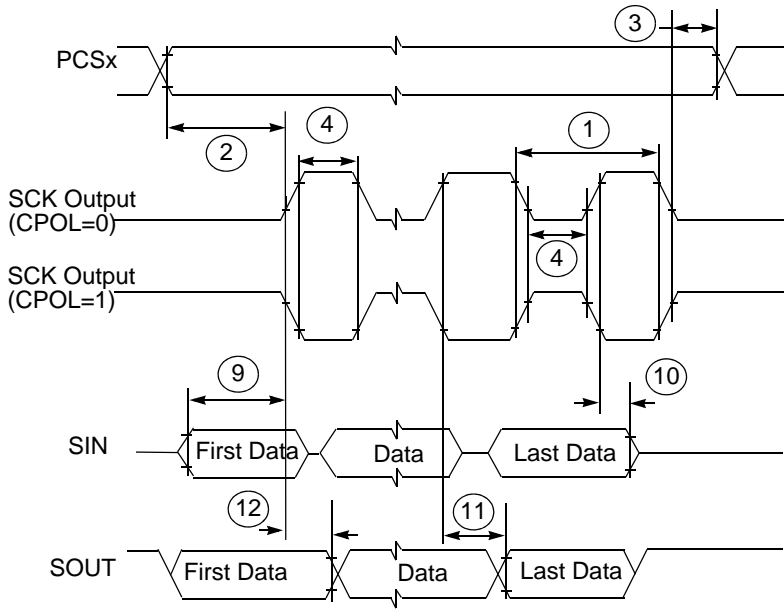 3
PCSx
2
4
1
SCK Output
(CPOL=0)
4
SCK Output
(CPOL=1)
9
10
SIN
First Data
Data
Last Data
12
11
SOUT
First Data
Data
Last Data